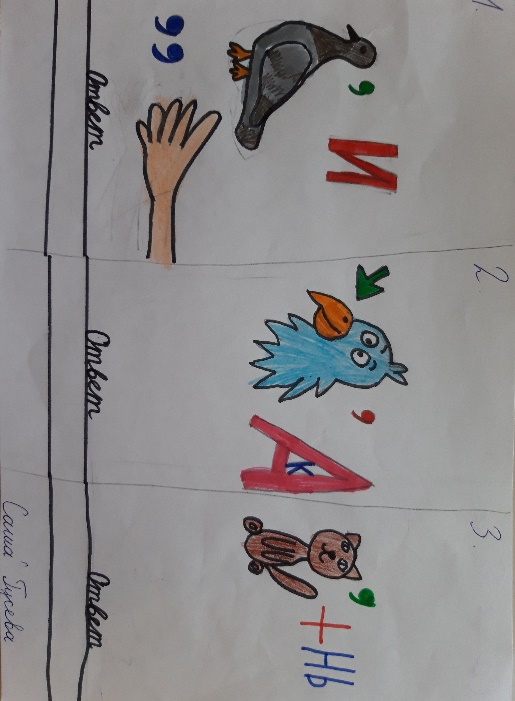 1.
, И
,,
Ответ
2.
,
А
к
Ответ
3.
, + НЬ
Ответ
Саша Гусева